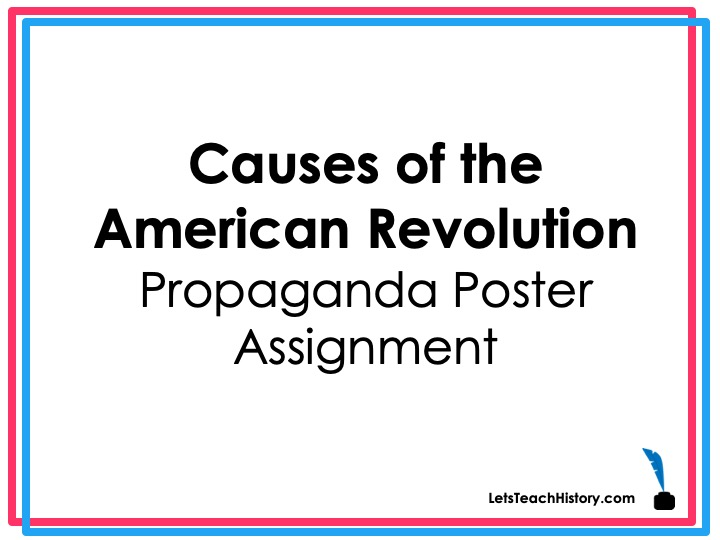 Causes of the
American Revolution
Propaganda Poster
Assignment
LetsTeachHistory.com